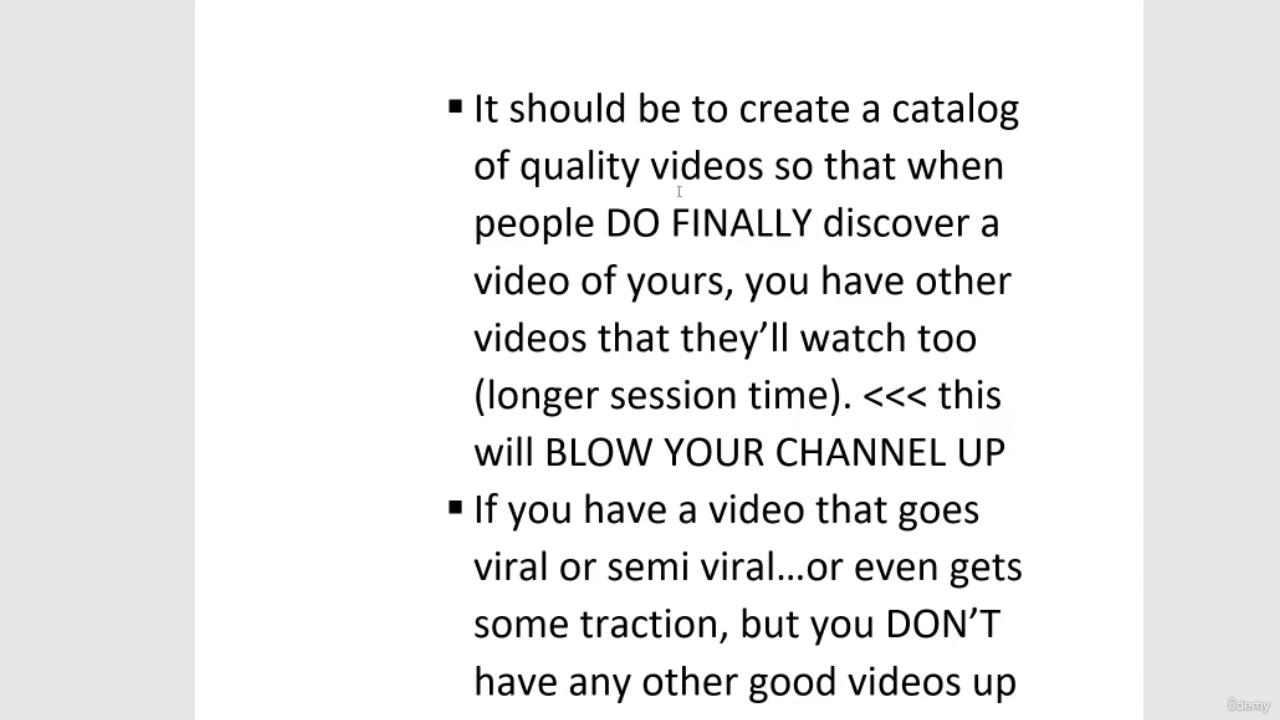 ▪ It should be to create a catalog
of quality videos so that when
people DO FINALLY discover a
video of yours, you have other
videos that they’ll watch too
(longer session time). <<< this
will BLOW YOUR CHANNEL UP
▪ If you have a video that goes
viral or semi viral...or even gets
some traction, but you DON’T
have any other good videos up
ûdemy